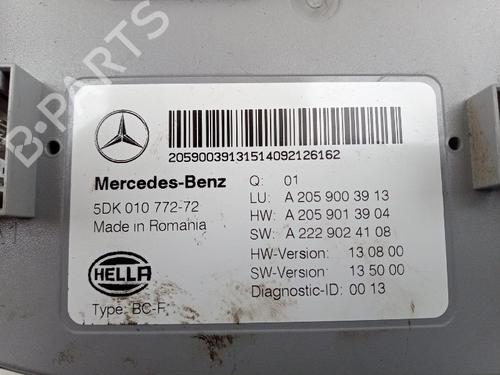 B-PARTS
20590039131514092126162
Mercedes-Benz
5DK 010 772-72
Made in Romania
HELLA
Type: BC-F
Q: 01
LU: A 205 900 39 13
HW: A 205 901 39 04
SW: A 222 902 41 08
HW-Version: 13 08 00
SW-Version: 13 50 00
Diagnostic-ID: 00 13